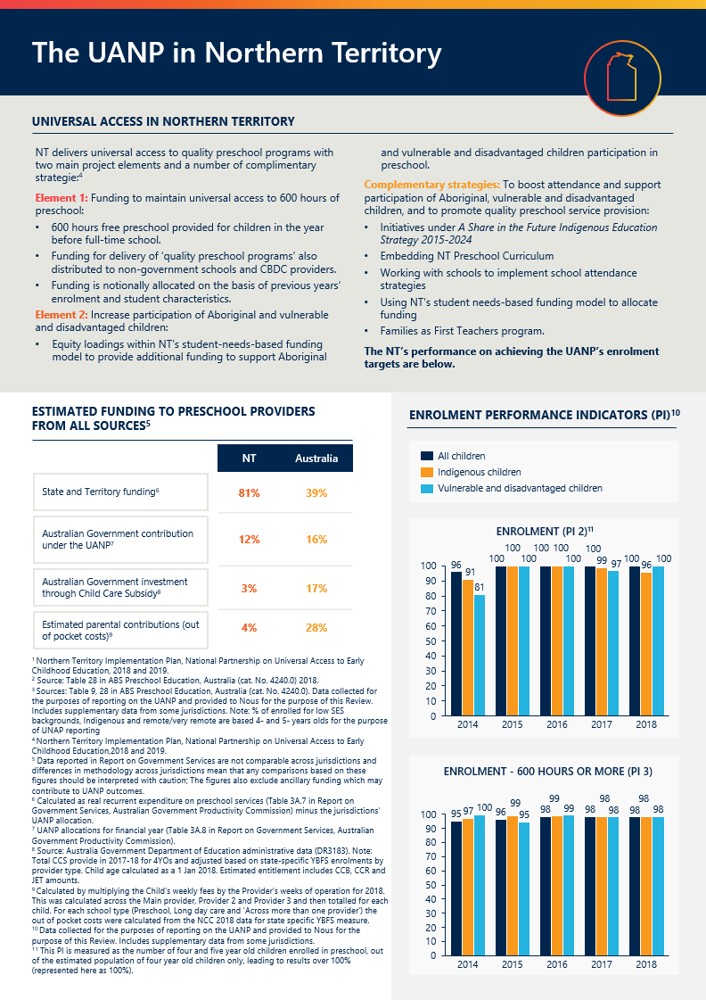 The UANP in Northern Territory
UNIVERSAL ACCESS IN NORTHERN TERRITORY
NT delivers universal access to quality preschool programs with
two main project elements and a number of complimentary
strategie:4
Element 1: Funding to maintain universal access to 600 hours of
preschool:
• 600 hours free preschool provided for children in the year
before full-time school.
• Funding for delivery of 'quality preschool programs' also
distributed to non-government schools and CBDC providers.
• Funding is notionally allocated on the basis of previous years'
enrolment and student characteristics.
Element 2: Increase participation of Aboriginal and vulnerable
and disadvantaged children:
• Equity loadings within NT's student-needs-based funding
model to provide additional funding to support Aboriginal
and vulnerable and disadvantaged children participation in
preschool.
Complementary strategies: To boost attendance and support
participation of Aboriginal, vulnerable and disadvantaged
children, and to promote quality preschool service provision:
• Initiatives under A Share in the Future Indigenous Education
Strategy 2015-2024
• Embedding NT Preschool Curriculum
• Working with schools to implement school attendance
strategies
• Using NT's student needs-based funding model to allocate
funding
• Families as First Teachers program.
The NT's performance on achieving the UANP's enrolment
targets are below.
ESTIMATED FUNDING TO PRESCHOOL PROVIDERS
FROM ALL SOURCES5
NT Australia
State and Territory funding6 81% 39%
Australian Government contribution
under the UANP7 12% 16%
Australian Government investment
through Child Care Subsidy8 3% 17%
Estimated parental contributions (out
of pocket costs)9 4% 28%
1 Northern Territory Implementation Plan, National Partnership on Universal Access to Early
Childhood Education, 2018 and 2019.
2 Source: Table 28 in ABS Preschool Education, Australia (cat. No. 4240.0) 2018.
3 Sources: Table 9, 28 in ABS Preschool Education, Australia (cat. No. 4240.0). Data collected for
the purposes of reporting on the UANP and provided to Nous for the purpose of this Review.
Includes supplementary data from some jurisdictions. Note: % of enrolled for low SES
backgrounds, Indigenous and remote/very remote are based 4- and 5- years olds for the purpose
of UNAP reporting
4 Northern Territory Implementation Plan, National Partnership on Universal Access to Early
Childhood Education,2018 and 2019.
5 Data reported in Report on Government Services are not comparable across jurisdictions and
differences in methodology across jurisdictions mean that any comparisons based on these
figures should be interpreted with caution; The figures also exclude ancillary funding which may
contribute to UANP outcomes.
6 Calculated as real recurrent expenditure on preschool services (Table 3A.7 in Report on
Government Services, Australian Government Productivity Commission) minus the jurisdictions'
UANP allocation.
7 UANP allocations for financial year (Table 3A.8 in Report on Government Services, Australian
Government Productivity Commission).
8 Source: Australia Government Department of Education administrative data (DR3183). Note:
Total CCS provide in 2017-18 for 4YOs and adjusted based on state-specific YBFS enrolments by
provider type. Child age calculated as a 1 Jan 2018. Estimated entitlement includes CCB, CCR and
JET amounts.
9 Calculated by multiplying the Child's weekly fees by the Provider's weeks of operation for 2018.
This was calculated across the Main provider, Provider 2 and Provider 3 and then totalled for each
child. For each school type (Preschool, Long day care and 'Across more than one provider') the
out of pocket costs were calculated from the NCC 2018 data for state specific YBFS measure.
10 Data collected for the purposes of reporting on the UANP and provided to Nous for the
purpose of this Review. Includes supplementary data from some jurisdictions.
11 This PI is measured as the number of four and five year old children enrolled in preschool, out
of the estimated population of four year old children only, leading to results over 100%
(represented here as 100%).
ENROLMENT PERFORMANCE INDICATORS (PI)10
All children
Indigenous children
Vulnerable and disadvantaged children
ENROLMENT (PI 2)11
96 91 81
100 100 100
100 100 100
100 99 97
100 96 100
100
90
80
70
60
50
40
30
20
10
0
2014 2015 2016 2017 2018
ENROLMENT - 600 HOURS OR MORE (PI 3)
95 97 100
96 99 95
98 99 98
98 98 98
98 98 98
100
90
80
70
60
50
40
30
20
10
0
2014 2015 2016 2017 2018